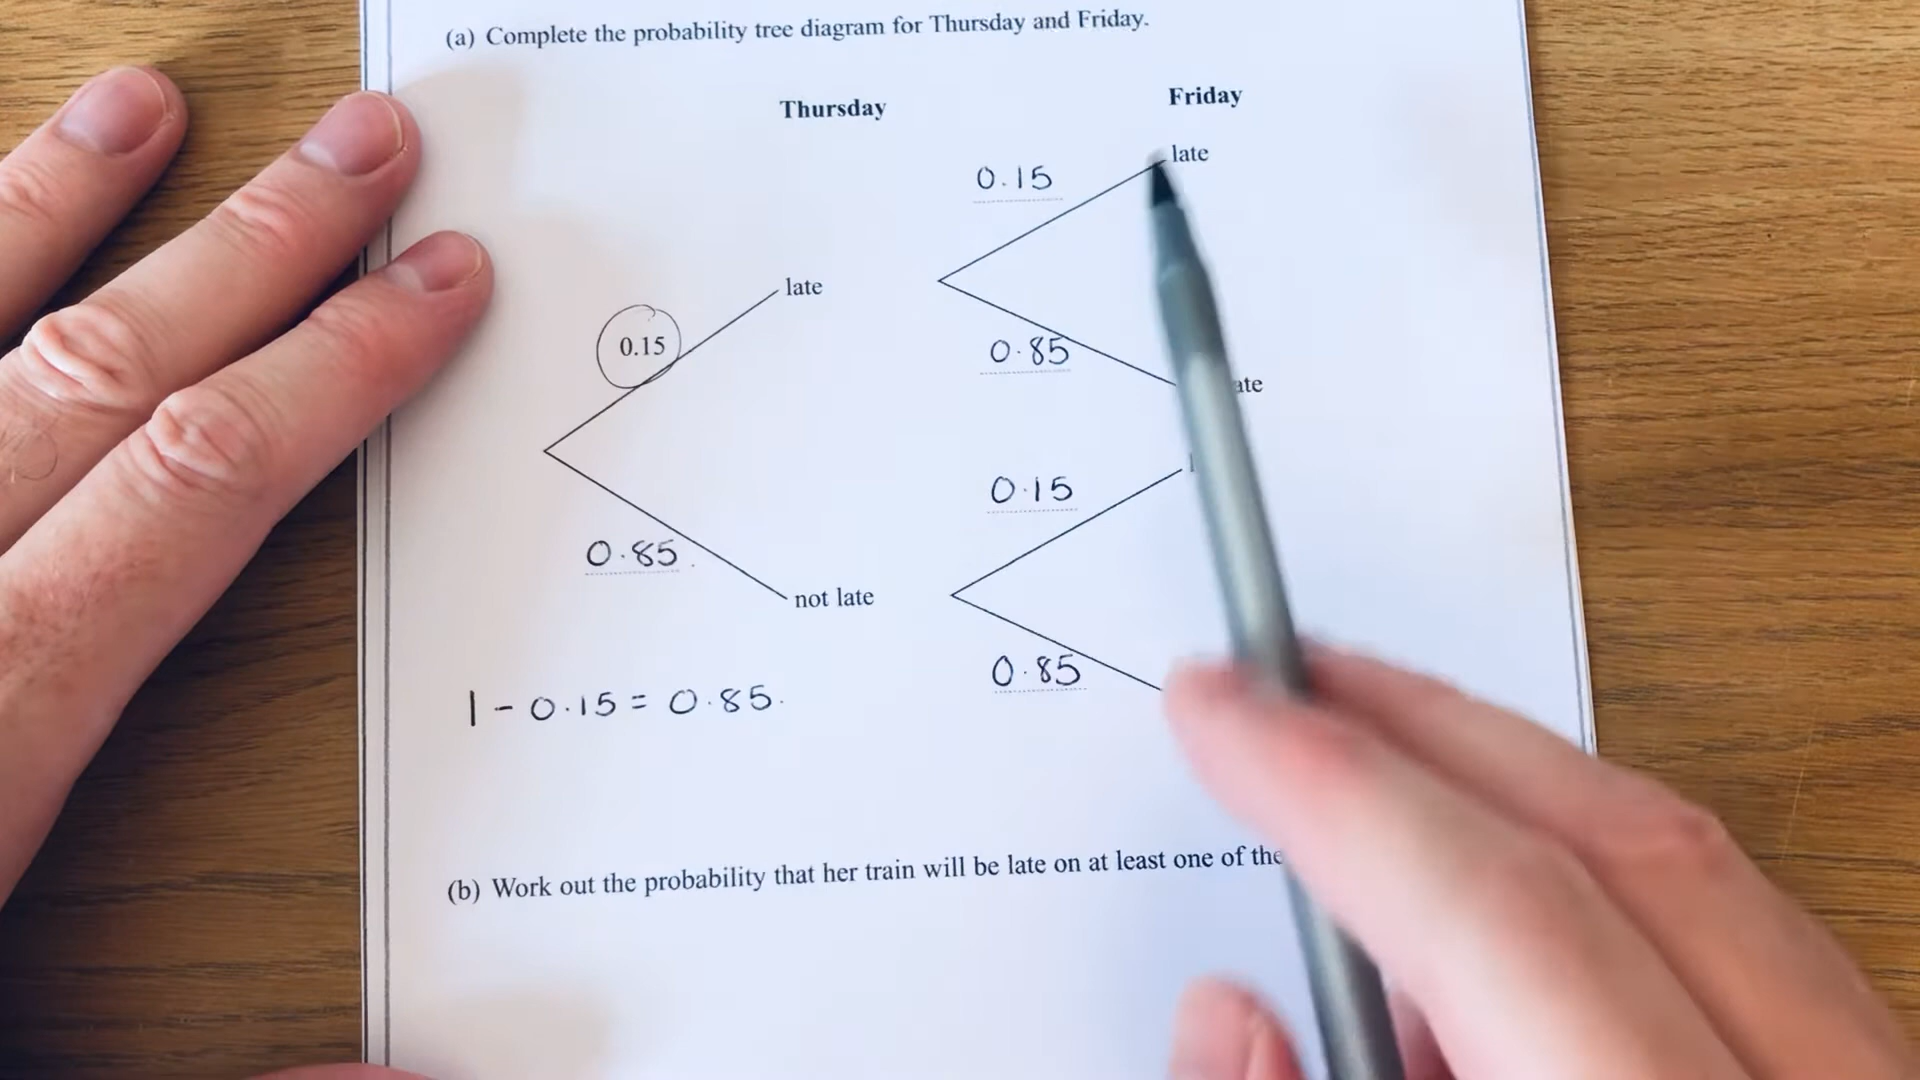 (a) Complete the probability tree diagram for Thursday and Friday.
Thursday
Friday
late
0.15
late
0.15
0.85
0.15
0.85
not late
0.85
1 - 0.15 = 0.85.
(b) Work out the probability that her train will be late on at least one of the